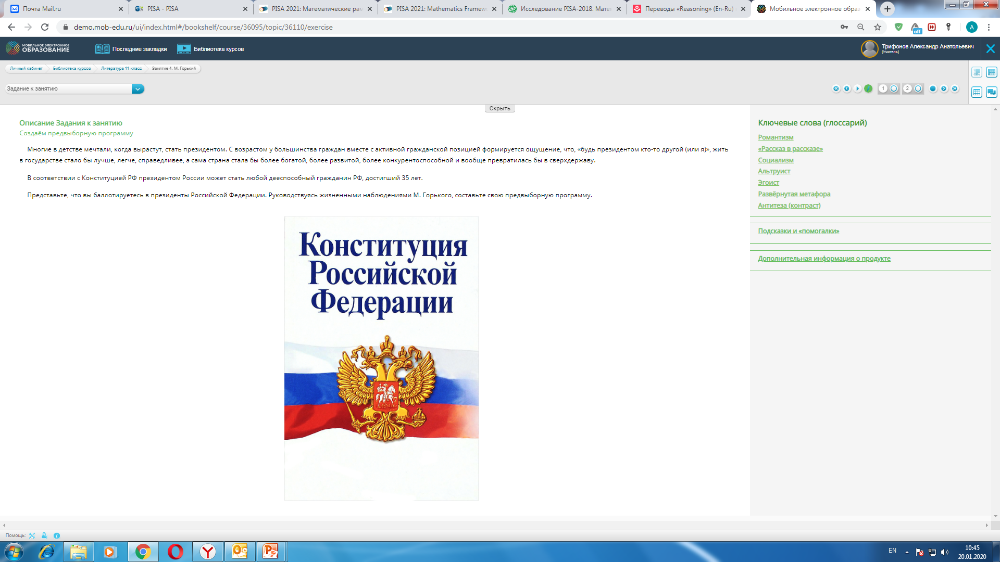 Почта Mail.ru
PISA - PISA
PISA 2021: Математические рам
PISA 2021: Mathematics Framew
Исследование PISA-2018. Мате
Переводы «Reasoning» (En-Ru)
Мобильное электронное образ
demo.mob-edu.ru/ui/index.html#/bookshelf/course/36095/topic/36110/exercise
off
A
МОБИЛЬНОЕ ЭЛЕКТРОННОЕ
ОБРАЗОВАНИЕ
Последние закладки
Библиотека курсов
Трифонов Александр Анатольевич
[Учитель]
Личный кабинет
Библиотека курсов
Литература 11 класс
Занятие 4. М. Горький
Задание к занятию
1
2
Скрыть
Описание Задания к занятию
Создаём предвыборную программу
Многие в детстве мечтали, когда вырастут, стать президентом. С возрастом у большинства граждан вместе с активной гражданской позицией формируется ощущение, что, «будь президентом кто-то другой (или я)», жить
в государстве стало бы лучше, легче, справедливее, а сама страна стала бы более богатой, более развитой, более конкурентоспособной и вообще превратилась бы в сверхдержаву.
В соответствии с Конституцией РФ президентом России может стать любой дееспособный гражданин РФ, достигший 35 лет.
Представьте, что вы баллотируетесь в президенты Российской Федерации. Руководствуясь жизненными наблюдениями М. Горького, составьте свою предвыборную программу.
Конституция
Российской
Федерации
Ключевые слова (глоссарий)
Романтизм
«Рассказ в рассказе»
Социализм
Альтруист
Эгоист
Развёрнутая метафора
Антитеза (контраст)
Подсказки и «помогалки»
Дополнительная информация о продукте
Помощь:
EN
10:45
20.01.2020